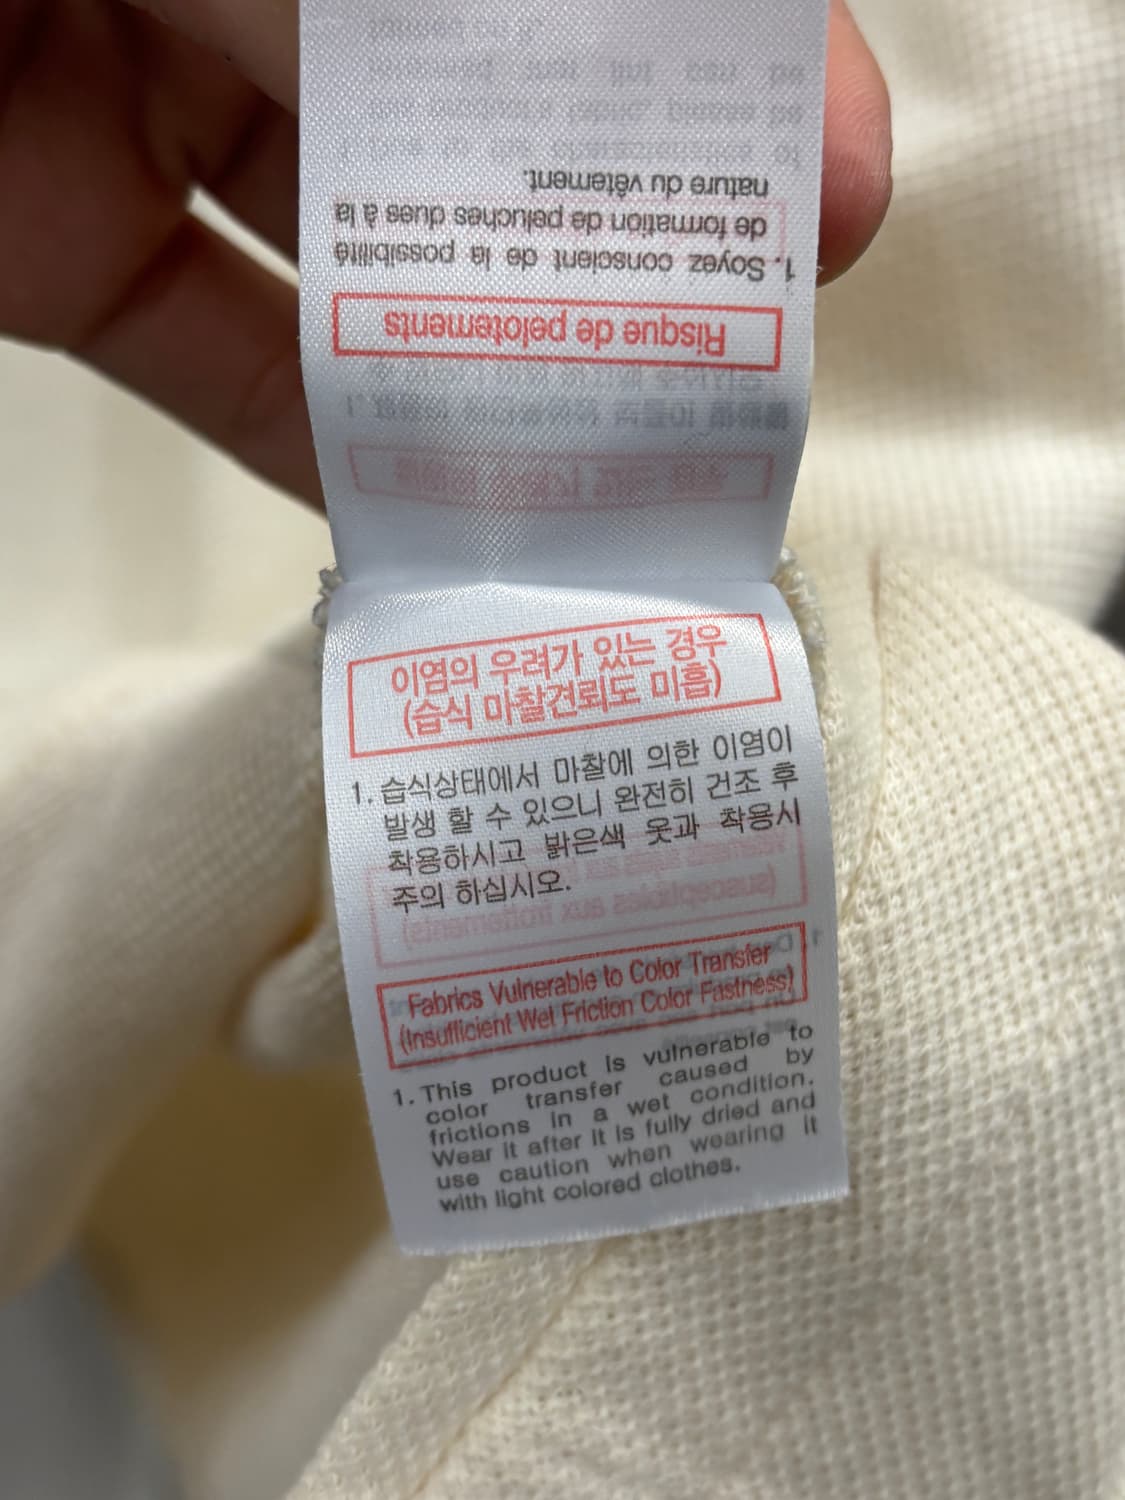 Risque de pelotements
1. Soyez conscient de la possibilité
de formation de peluches dues à la
nature du vêtement.
이염의 우려가 있는 경우
(습식 마찰견뢰도 미흡)
1. 습식상태에서 마찰에 의한 이염이
발생 할 수 있으니 완전히 건조 후
착용하시고 밝은색 옷과 착용시
주의 하십시오.
Fabrics Vulnerable to Color Transfer
(Insufficient Wet Friction Color Fastness)
1. This product is vulnerable to
color transfer caused by
frictions in a wet condition.
Wear it after it is fully dried and
use caution when wearing it
with light colored clothes.